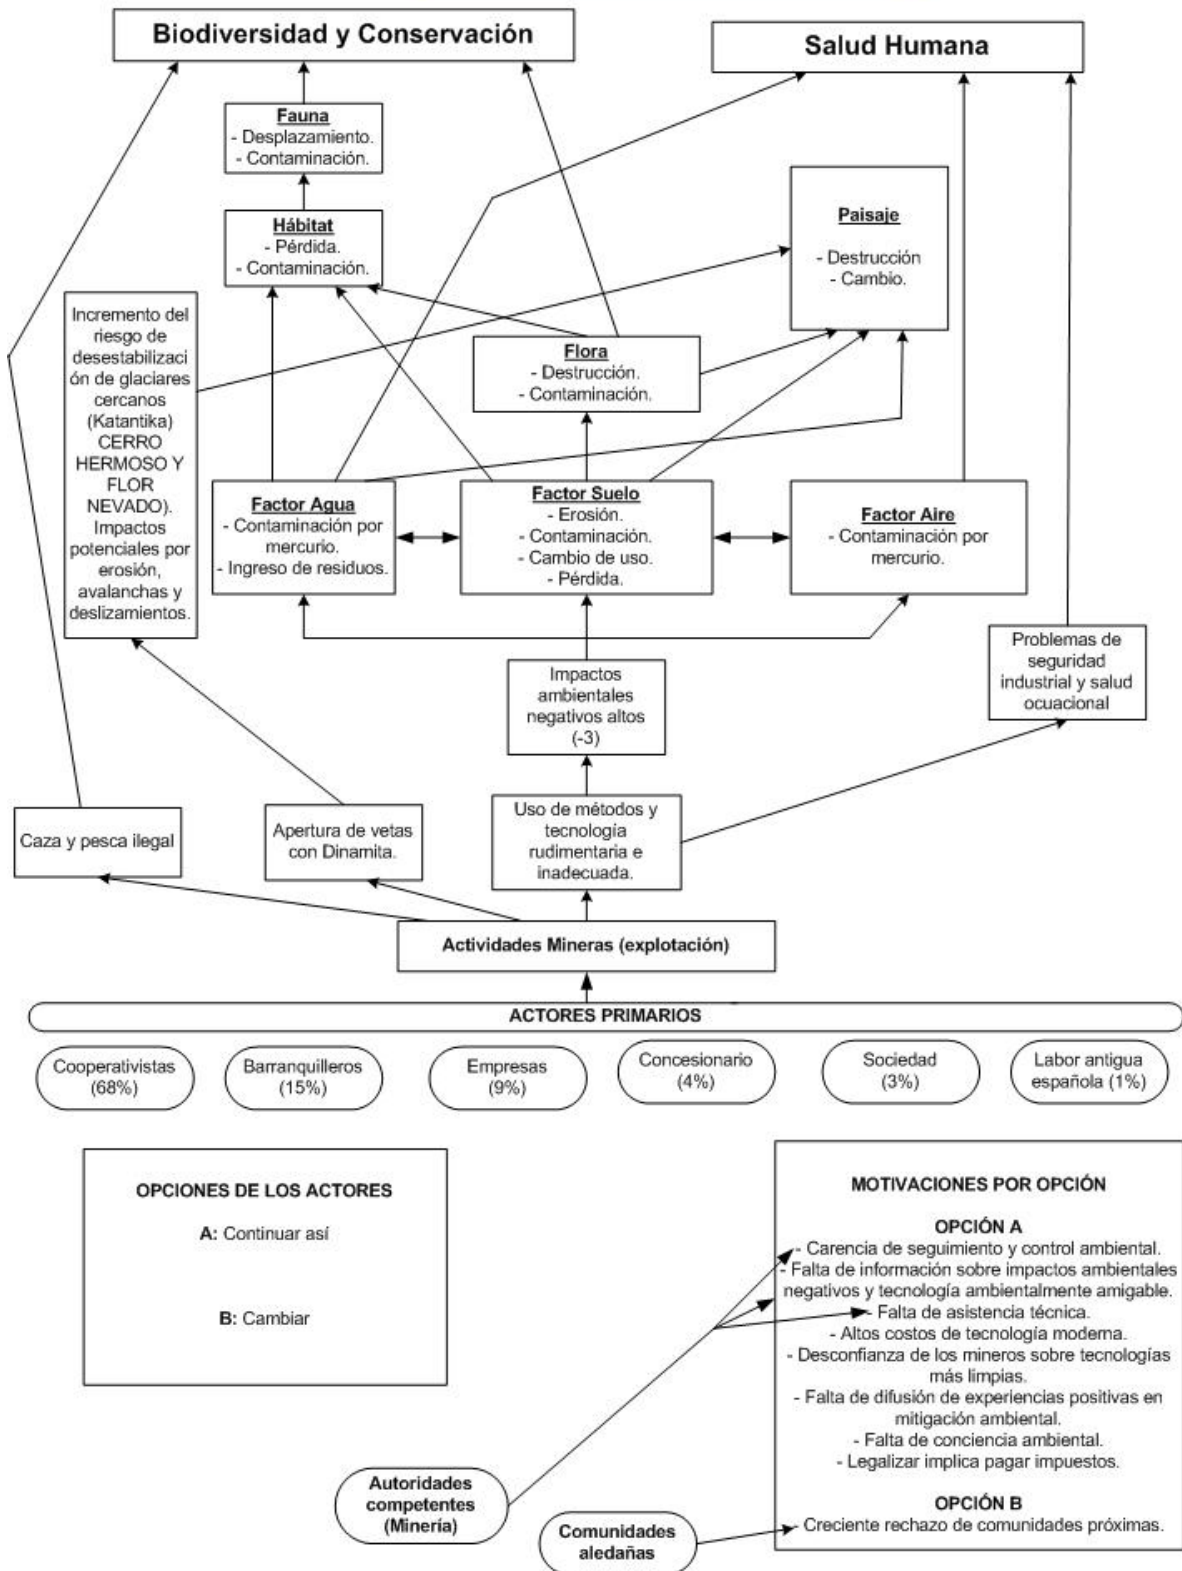 Biodiversidad y Conservación
Salud Humana
Fauna
- Desplazamiento.
- Contaminación.
Hábitat
- Pérdida.
- Contaminación.
Paisaje
- Destrucción
- Cambio.
Incremento del
riesgo de
desestabilizaci
ón de glaciares
cercanos
(Katantika)
CERRO
HERMOSO Y
FLOR
NEVADO).
Impactos
potenciales por
erosión,
avalanchas y
deslizamientos.
Flora
- Destrucción.
- Contaminación.
Factor Agua
- Contaminación por
mercurio.
- Ingreso de residuos.
Factor Suelo
- Erosión.
- Contaminación.
- Cambio de uso.
- Pérdida.
Factor Aire
- Contaminación por
mercurio.
Impactos
ambientales
negativos altos
(-3)
Problemas de
seguridad
industrial y salud
ocuacional
Caza y pesca ilegal
Apertura de vetas
con Dinamita.
Uso de métodos y
tecnología
rudimentaria e
inadecuada.
Actividades Mineras (explotación)
ACTORES PRIMARIOS
Cooperativistas
(68%)
Barranquilleros
(15%)
Empresas
(9%)
Concesionario
(4%)
Sociedad
(3%)
Labor antigua
española (1%)
OPCIONES DE LOS ACTORES
A: Continuar así
B: Cambiar
MOTIVACIONES POR OPCIÓN
OPCIÓN A
- Carencia de seguimiento y control ambiental.
- Falta de información sobre impactos ambientales
negativos y tecnología ambientalmente amigable.
- Falta de asistencia técnica.
- Altos costos de tecnología moderna.
- Desconfianza de los mineros sobre tecnologías
más limpias.
- Falta de difusión de experiencias positivas en
mitigación ambiental.
- Falta de conciencia ambiental.
- Legalizar implica pagar impuestos.
OPCIÓN B
- Creciente rechazo de comunidades próximas.
Autoridades
competentes
(Minería)
Comunidades
aledañas